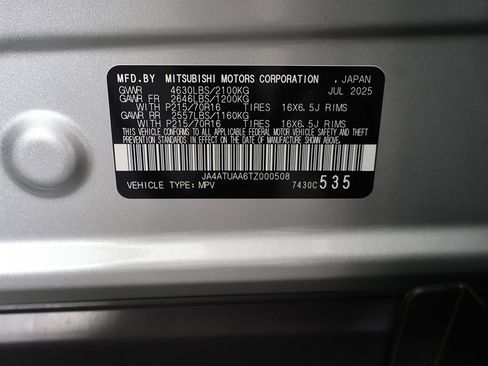 MFD.BY MITSUBISHI MOTORS CORPORATION , JAPAN
GVWR 4630LBS/2100KG JUL 2025
GAWR FR 2646LBS/1200KG
WITH P215/70R16 TIRES 16X6.5J RIMS
GAWR RR 2557LBS/1160KG
WITH P215/70R16 TIRES 16X6.5J RIMS
THIS VEHICLE CONFORMS TO ALL APPLICABLE FEDERAL MOTOR VEHICLE SAFETY AND THEFT
PREVENTION STANDARDS IN EFFECT ON THE DATE OF MANUFACTURE SHOWN ABOVE.
JA4ATUAA6TZ000508
VEHICLE TYPE: MPV 7430C 535